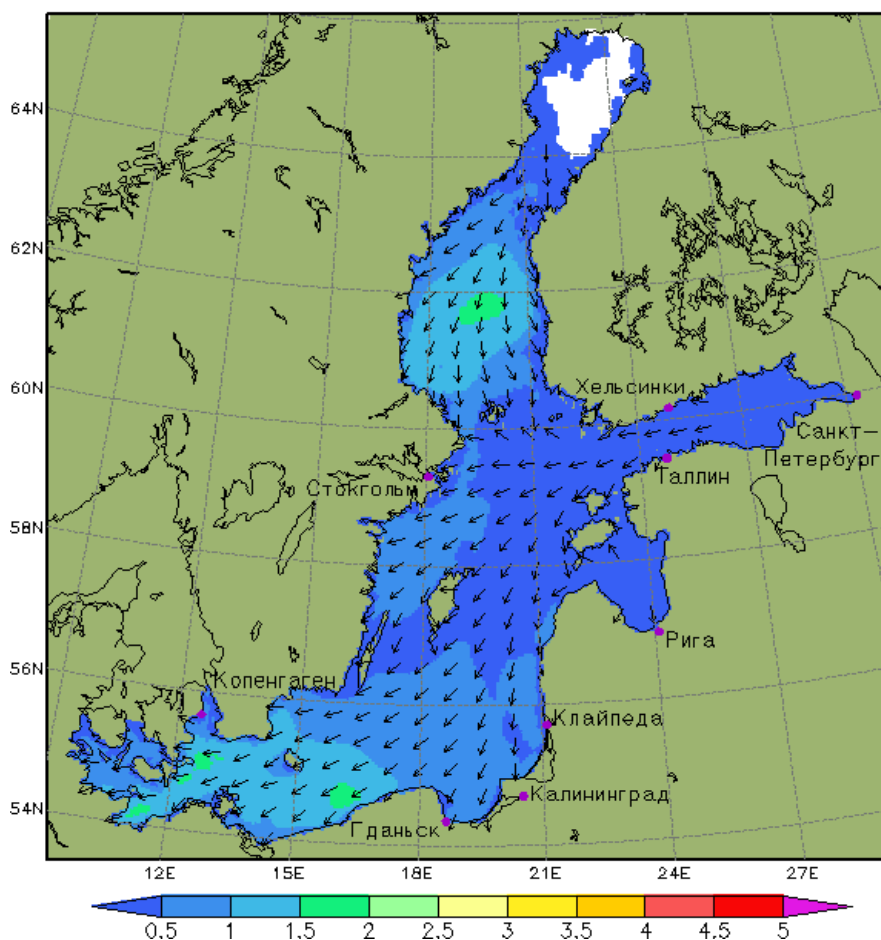 64N
62N
60N
58N
56N
54N
Хельсинки
Санкт-
Петербург
Таллин
Стокгольм
Рига
Копенгаген
Клайпеда
Калининград
Гданьск
12E 15E 18E 21E 24E 27E
0,5 1 1,5 2 2,5 3 3,5 4 4,5 5